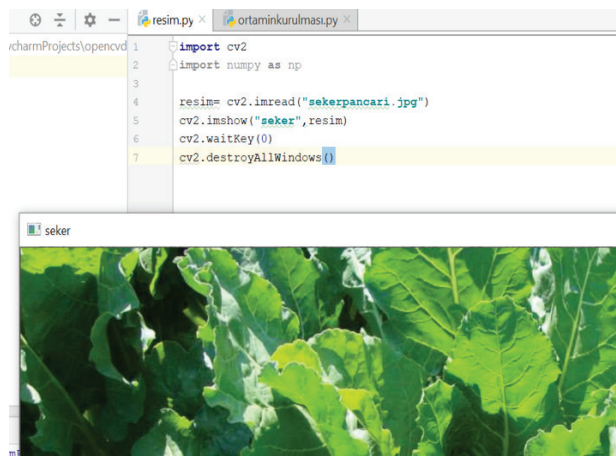 resim.py × ortaminkurulması.py ×
ycharmProjects\opencvd
1 import cv2
2 import numpy as np
3
4 resim= cv2.imread("sekerpancari.jpg")
5 cv2.imshow("seker",resim)
6 cv2.waitKey(0)
7 cv2.destroyAllWindows()
seker